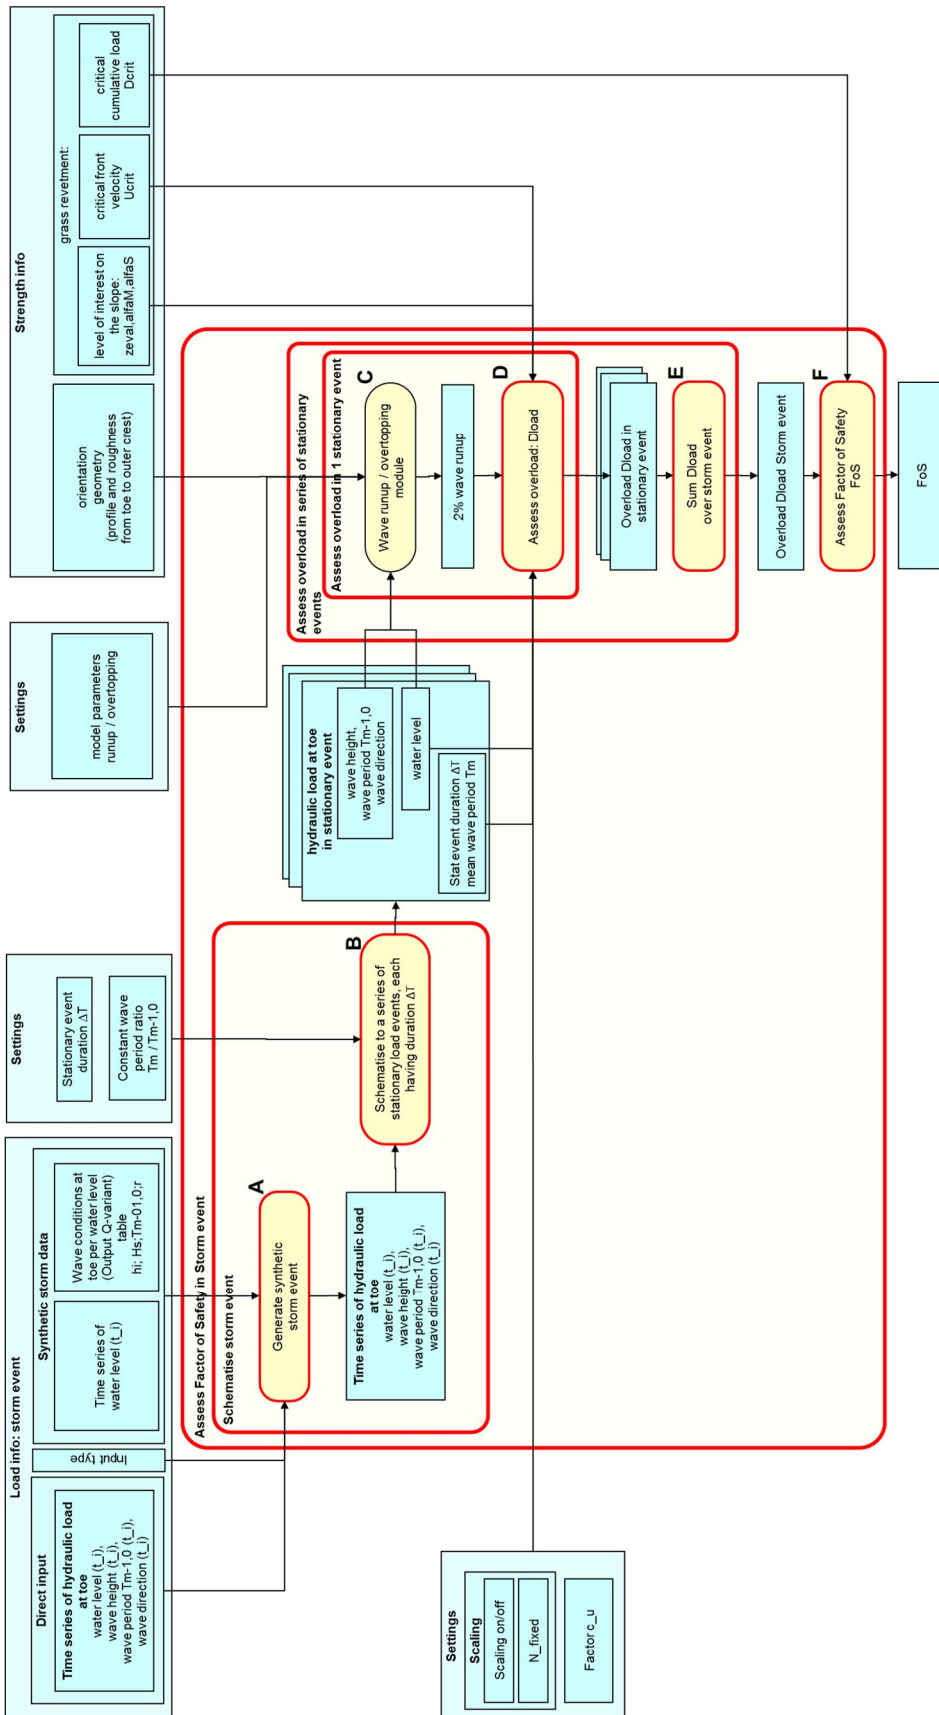 Load info: storm event
Direct input
Time series of hydraulic load
at toe
water level (t_i),
wave height (t_i),
wave period Tm-1,0 (t_i),
wave direction (t_i)
Input type
Synthetic storm data
Time series of
water level (t_i)
Wave conditions at
toe per water level
(Output Q-variant)
table
hi; Hs;Tm-01,0;r
Settings
Stationary event
duration ΔT
Constant wave
period ratio
Tm / Tm-1,0
Settings
model parameters
runup / overtopping
Strength info
orientation
geometry
(profile and roughness
from toe to outer crest)
grass revetment:
level of interest on
the slope:
zeval,alfaM,alfaS
critical front
velocity
Ucrit
critical
cumulative load
Dcrit
Assess Factor of Safety in Storm event
Schematise storm event
A
Generate synthetic
storm event
Time series of hydraulic load
at toe
water level (t_i),
wave height (t_i),
wave period Tm-1,0 (t_i),
wave direction (t_i),
B
Schematise to a series of
stationary load events, each
having duration ΔT
hydraulic load at toe
in stationary event
wave height,
wave period Tm-1,0
wave direction
water level
Stat event duration ΔT
mean wave period Tm
Assess overload in series of stationary
events
Assess overload in 1 stationary event
C
Wave runup / overtopping
module
2% wave runup
D
Assess overload: Dload
Overload Dload in
stationary event
E
Sum Dload
over storm event
Overload Dload Storm event
F
Assess Factor of Safety
FoS
FoS
Settings
Scaling
Scaling on/off
N_fixed
Factor c_u